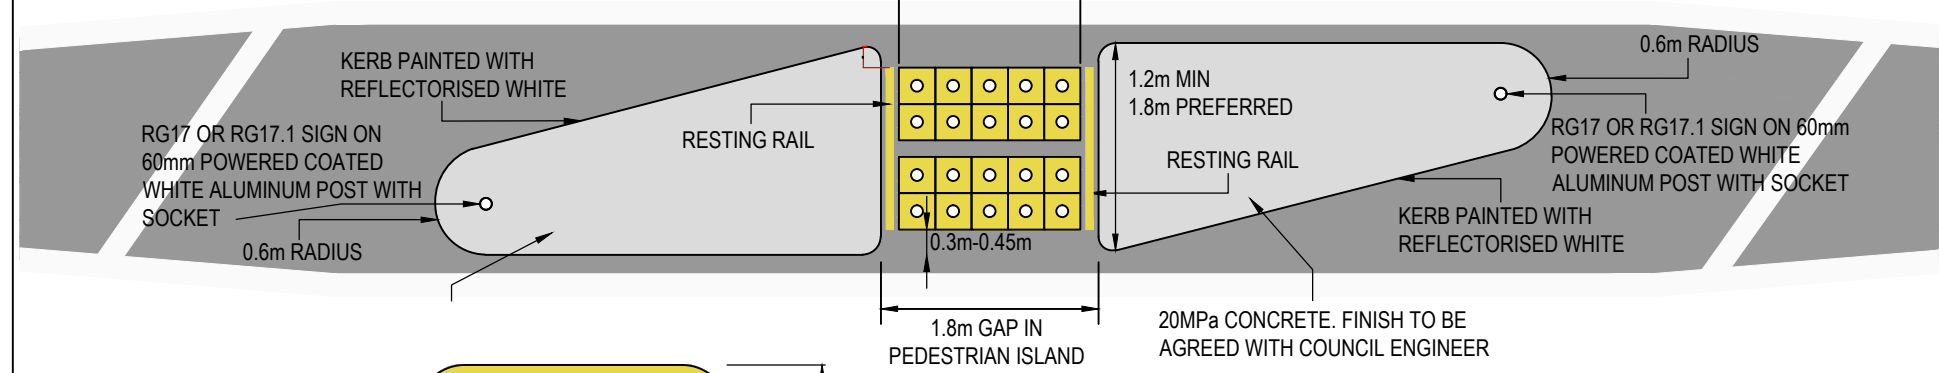 KERB PAINTED WITH
REFLECTORISED WHITE
RG17 OR RG17.1 SIGN ON
60mm POWERED COATED
WHITE ALUMINUM POST WITH
SOCKET
0.6m RADIUS
RESTING RAIL
0.3m-0.45m
1.8m GAP IN
PEDESTRIAN ISLAND
1.2m MIN
1.8m PREFERRED
RESTING RAIL
20MPa CONCRETE. FINISH TO BE
AGREED WITH COUNCIL ENGINEER
0.6m RADIUS
RG17 OR RG17.1 SIGN ON 60mm
POWERED COATED WHITE
ALUMINUM POST WITH SOCKET
KERB PAINTED WITH
REFLECTORISED WHITE